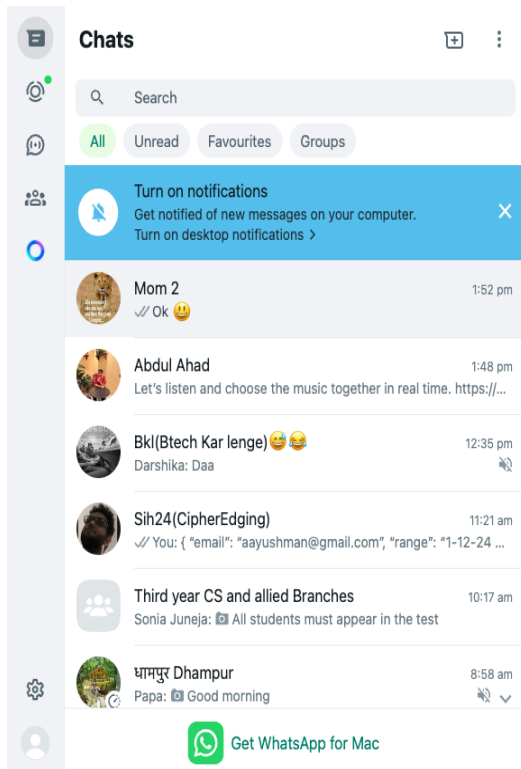 Chats
Search
All Unread Favourites Groups
Turn on notifications
Get notified of new messages on your computer.
Turn on desktop notifications >
Mom 2 1:52 pm
Ok 😃
Abdul Ahad 1:48 pm
Let's listen and choose the music together in real time. https://...
Bkl(Btech Kar lenge)😅😂 12:35 pm
Darshika: Daa
Sih24(CipherEdging) 11:21 am
You: { “email”: “aayushman@gmail.com”, “range”: “1-12-24 ...
Third year CS and allied Branches 10:17 am
Sonia Juneja: 📷 All students must appear in the test
धामपुर Dhampur 8:58 am
Papa: 📷 Good morning
Get WhatsApp for Mac